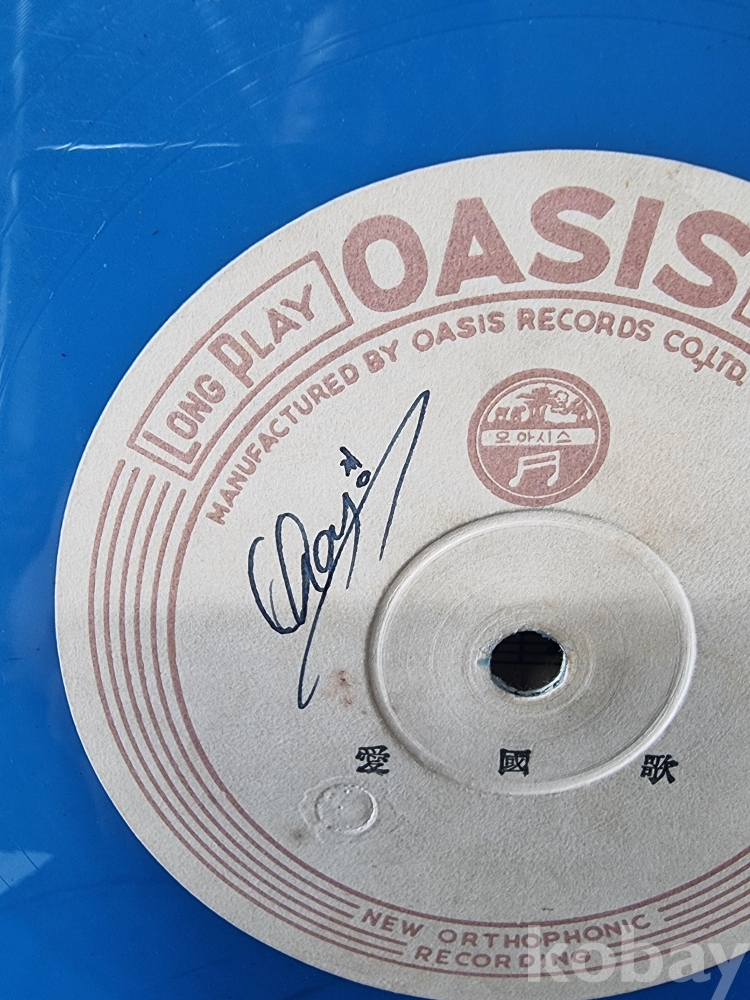 OASIS
LONG PLAY
MANUFACTURED BY OASIS RECORDS CO., LTD.
오아시스
愛國歌
NEW ORTHOPHONIC
RECORDING
kobay